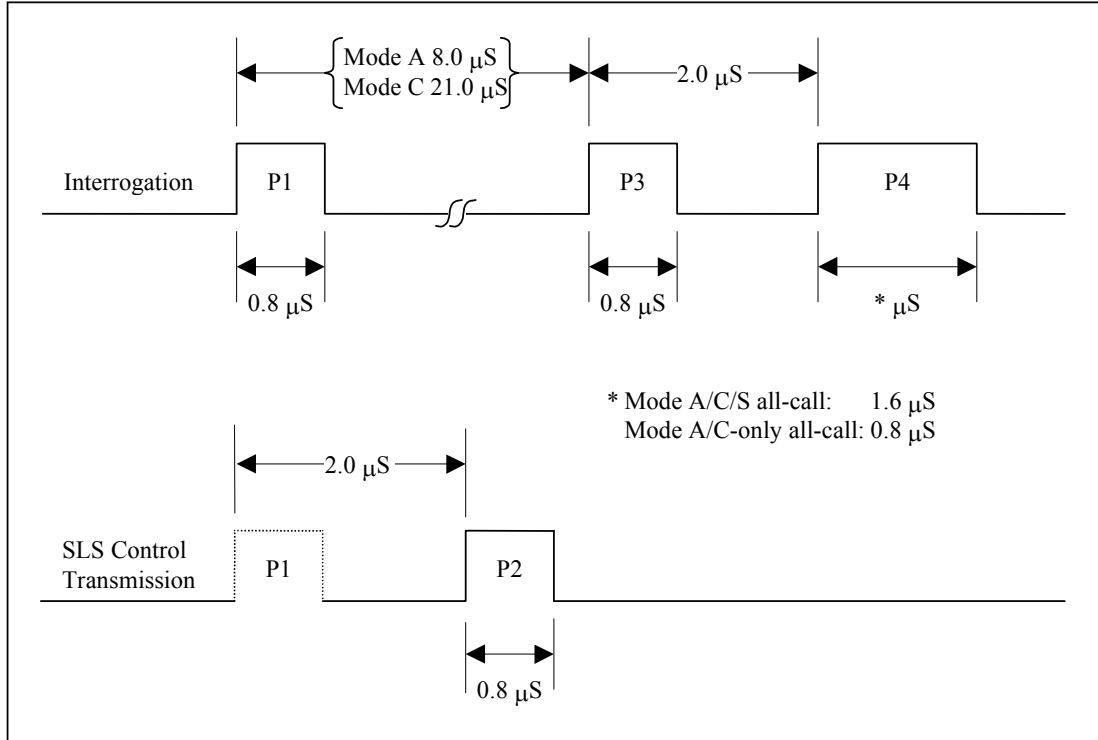 Mode A 8.0 μS
Mode C 21.0 μS
2.0 μS
Interrogation
P1
P3
P4
0.8 μS
0.8 μS
* μS
* Mode A/C/S all-call: 1.6 μS
Mode A/C-only all-call: 0.8 μS
2.0 μS
SLS Control
Transmission
P1
P2
0.8 μS